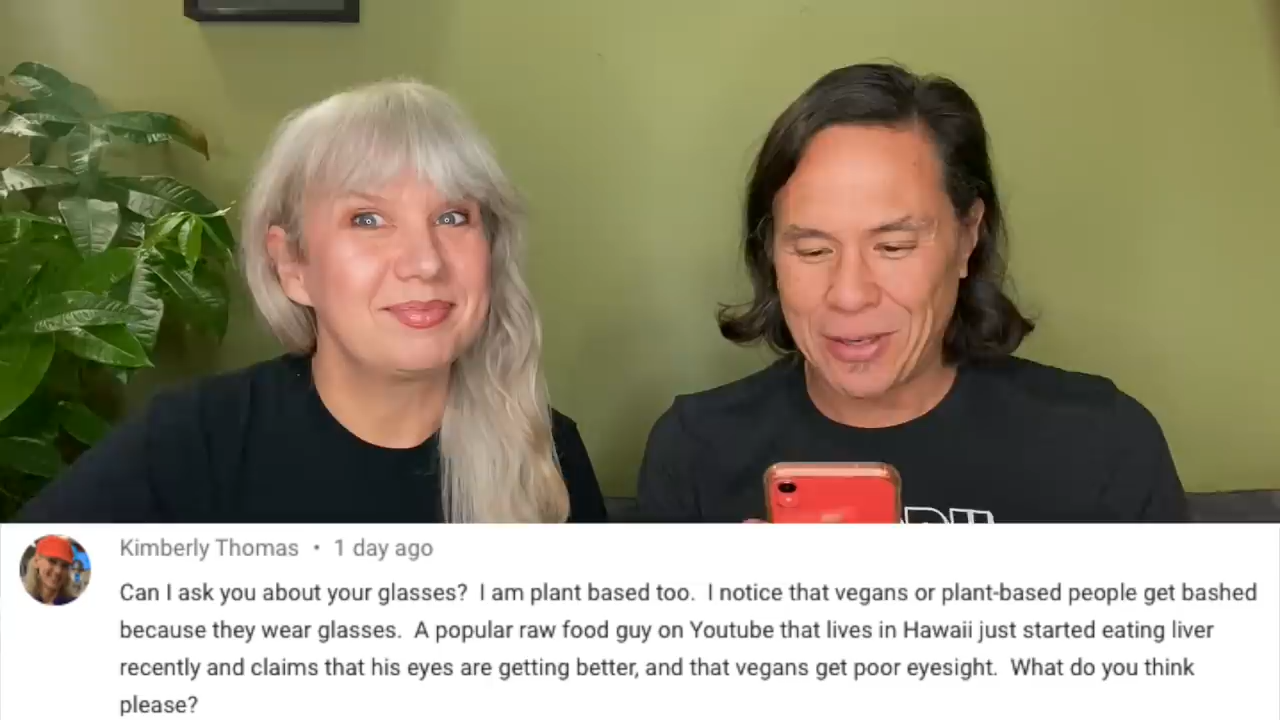 Kimberly Thomas • 1 day ago
Can I ask you about your glasses?  I am plant based too.  I notice that vegans or plant-based people get bashed
because they wear glasses.  A popular raw food guy on Youtube that lives in Hawaii just started eating liver
recently and claims that his eyes are getting better, and that vegans get poor eyesight.  What do you think
please?